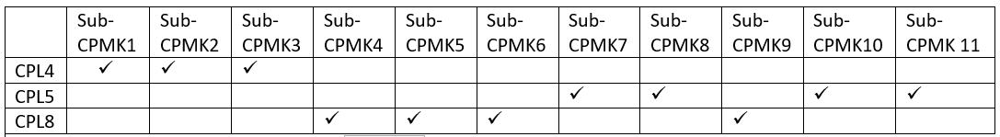 Sub-CPMK1 Sub-CPMK2 Sub-CPMK3 Sub-CPMK4 Sub-CPMK5 Sub-CPMK6 Sub-CPMK7 Sub-CPMK8 Sub-CPMK9 Sub-CPMK10 Sub-CPMK 11
CPL4 ✓ ✓ ✓
CPL5 ✓ ✓ ✓ ✓
CPL8 ✓ ✓ ✓ ✓